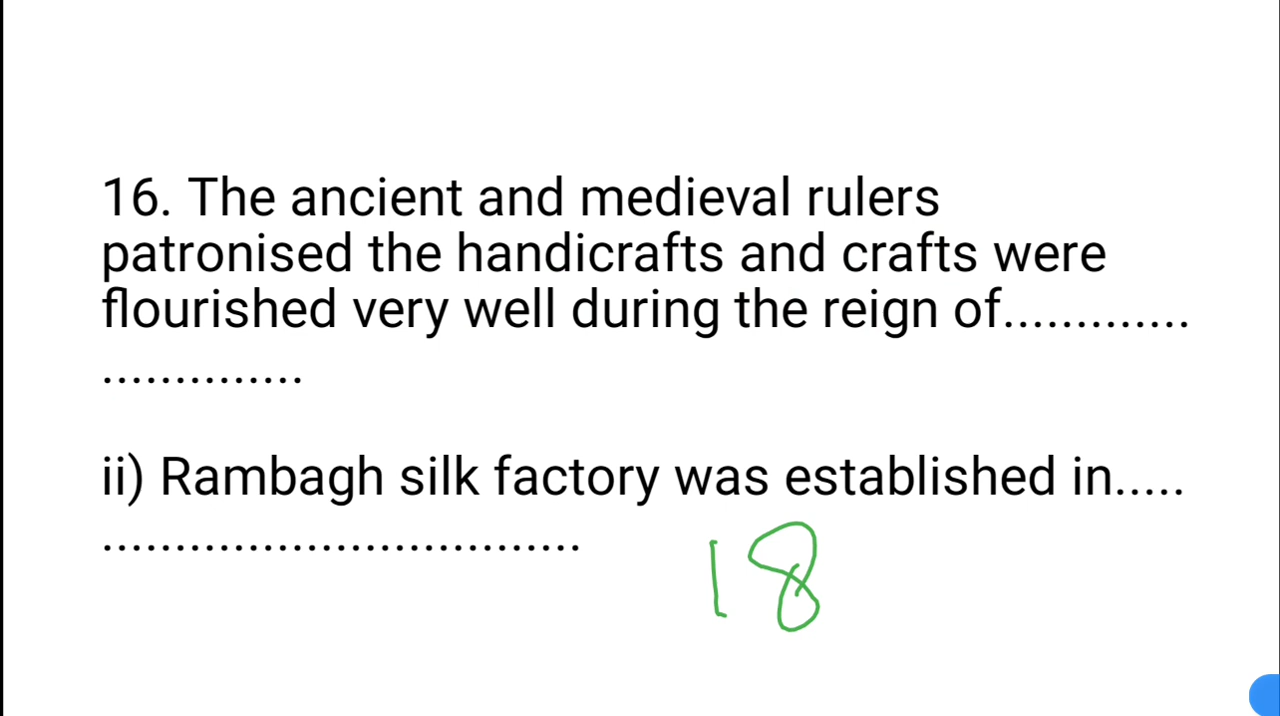 16. The ancient and medieval rulers
patronised the handicrafts and crafts were
flourished very well during the reign of.............
..............
ii) Rambagh silk factory was established in.....
.................................
18